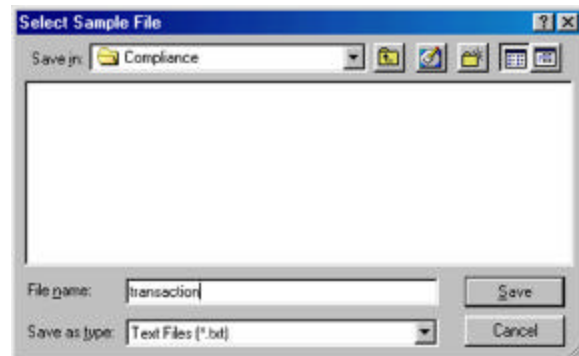 Select Sample File
Save in: Compliance
File name: transaction
Save
Save as type: Text Files (*.txt)
Cancel